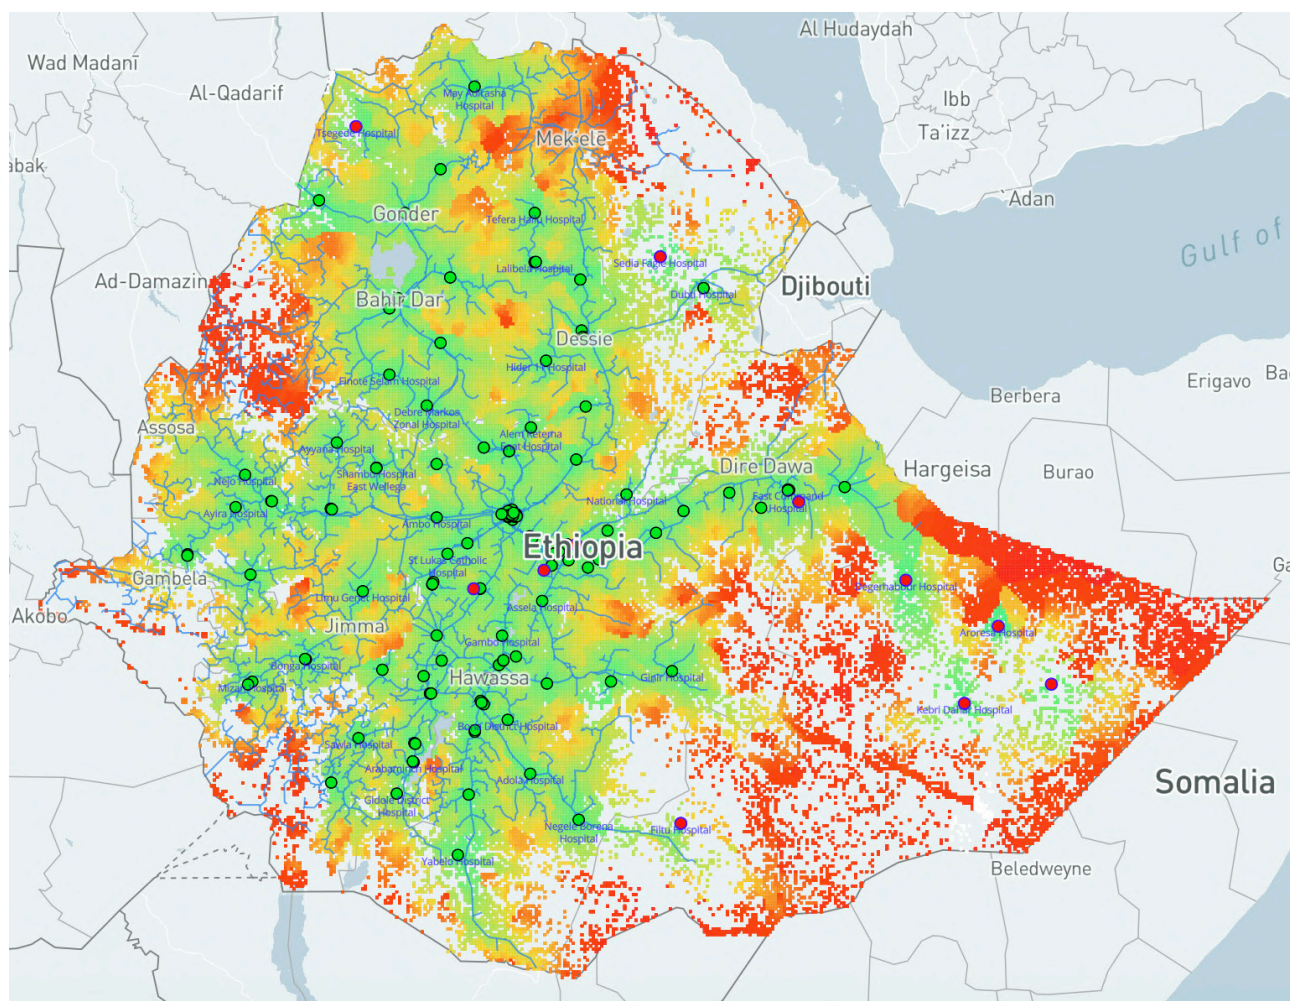 Al Hudaydah
Wad Madanī
Al-Qadarif
May Abitasha
Hospital
Ibb
Ta'izz
Tsegede Hospital
Mek'ele
abak
`Adan
Gonder
Tefera Hailu Hospital
Gulf of
Lalibela Hospital
Sedia Fagie Hospital
Ad-Damazin
Djibouti
Bahir Dar
Dubti Hospital
Dessie
Hider 11 Hospital
Finote Selam Hospital
Erigavo
Berbera
Debre Markos
Zonal Hospital
Assosa
Alem Ketema
Hospital
Ayyana Hospital
Dire Dawa
Hargeisa
Burao
Shambu Hospital
East Wellega
Nejo Hospital
National Hospital
East Command
Hospital
Ayira Hospital
Ambo Hospital
Ethiopia
St Lukas Catholic
Hospital
Gambela
Degerhabour Hospital
Limu Genet Hospital
Assela Hospital
Akobo
Jimma
Aroresa Hospital
Gambo Hospital
Bonga Hospital
Ginir Hospital
Hawassa
Mizan Hospital
Kebri Dahar Hospital
District Hospital
Sawla Hospital
Arabaminch Hospital
Adola Hospital
Somalia
Gidole District
Hospital
Negele Borena
Hospital
Filtu Hospital
Yabelo Hospital
Beledweyne